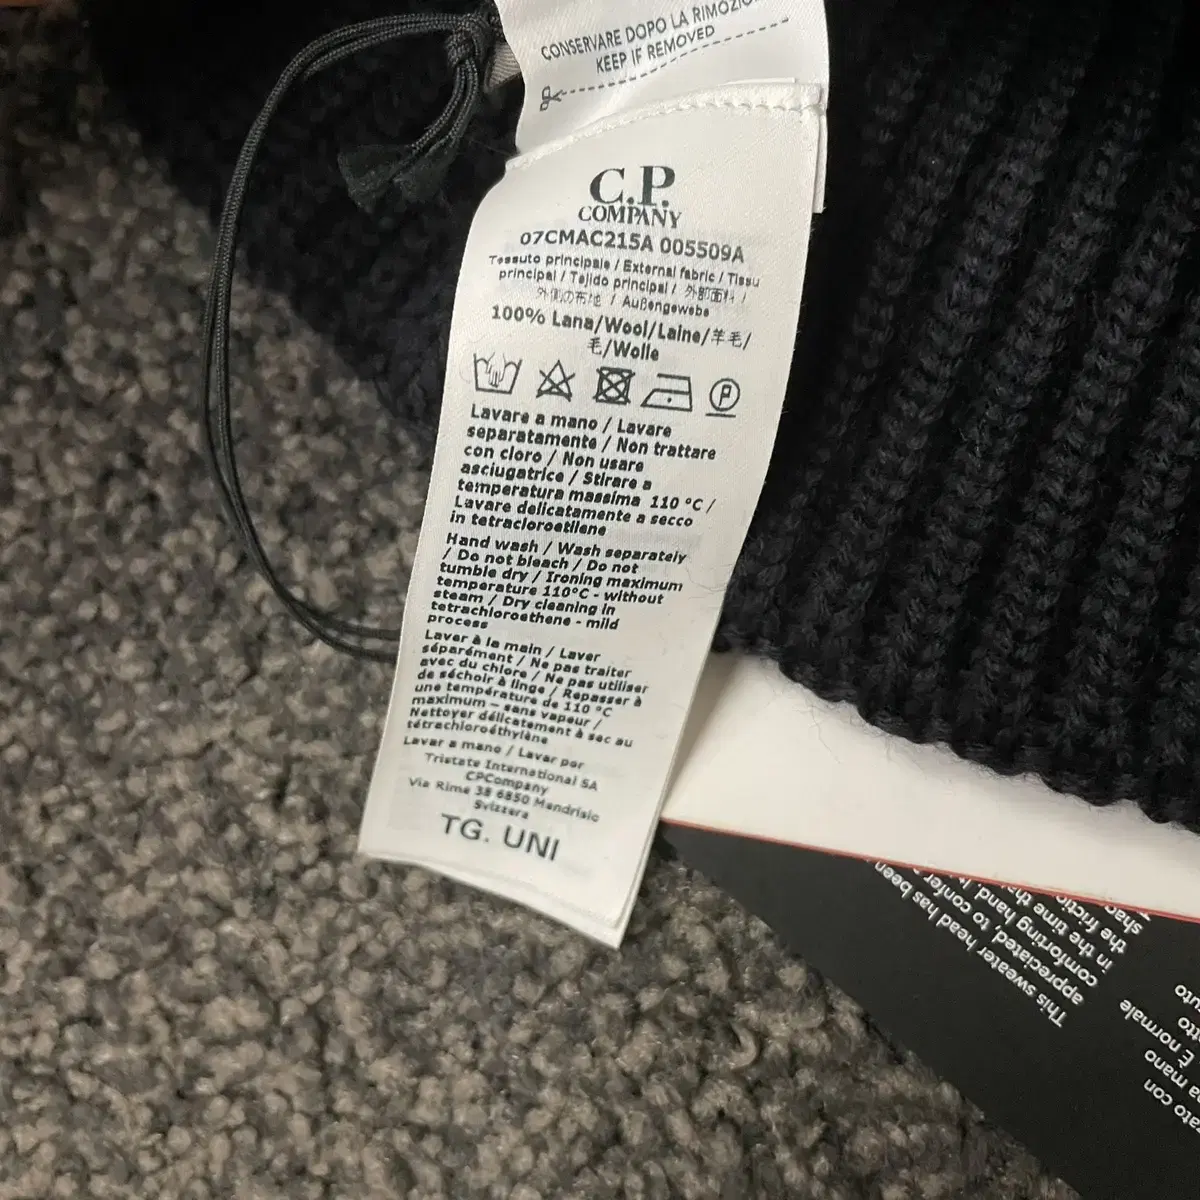 CONSERVARE DOPO LA
KEEP IF REMOVED
C.P.
COMPANY
07CMAC215A 005509A
Tessuto principale / External fabric / Tissu
principal / Tejido principal / 外部面料 /
外側の布地 / Außengewebe
100% Lana/Wool/Laine/羊毛/
毛/Wolle
P
Lavare a mano / Lavare
separatamente / Non trattare
con cloro / Non usare
asciugatrice / Stirare a
temperatura massima 110 °C /
Lavare delicatamente a secco
in tetracloroetilene
Hand wash / Wash separately
/ Do not bleach / Do not
tumble dry / Ironing maximum
temperature 110°C - without
steam / Dry cleaning in
tetrachloroethene - mild
process
Laver à la main / Laver
séparément / Ne pas traiter
avec du chlore / Ne pas utiliser
de séchoir à linge / Repasser à
une température de 110 °C
maximum – sans vapeur /
Nettoyer délicatement à sec au
tétrachloroéthylène
Lavar a mano / Lavar por
Tristate International SA
CPCompany
Via Rime 38 6850 Mendrisio
Svizzera
TG. UNI
This sweater head has been
appreciated, to confer
comforting hand.
in the time
the
È normale
mano
con